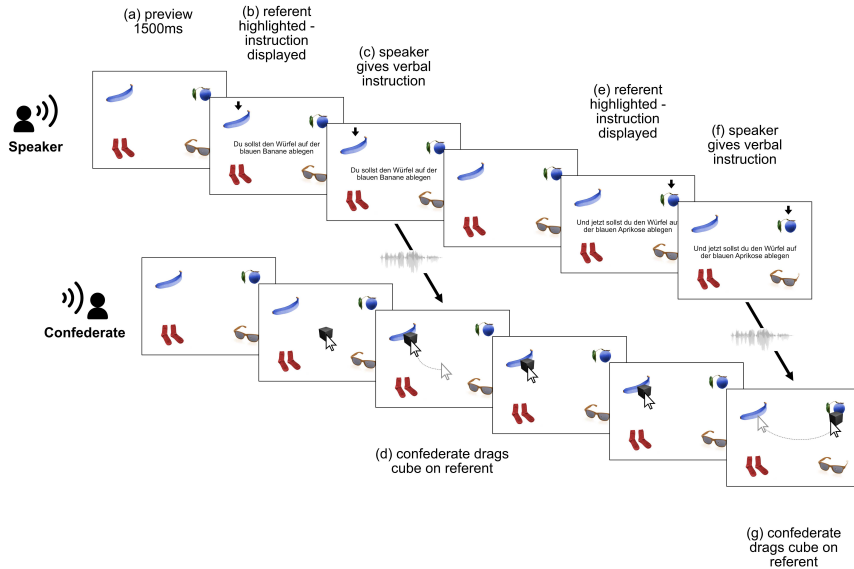 (a) preview
1500ms
(b) referent
highlighted -
instruction
displayed
(c) speaker
gives verbal
instruction
(e) referent
highlighted -
instruction
displayed
(f) speaker
gives verbal
instruction
Speaker
Du sollst den Würfel auf der
blauen Banane ablegen
Du sollst den Würfel auf der
blauen Banane ablegen
Und jetzt sollst du den Würfel auf
der blauen Aprikose ablegen
Und jetzt sollst du den Würfel auf
der blauen Aprikose ablegen
Confederate
(d) confederate drags
cube on referent
(g) confederate
drags cube on
referent